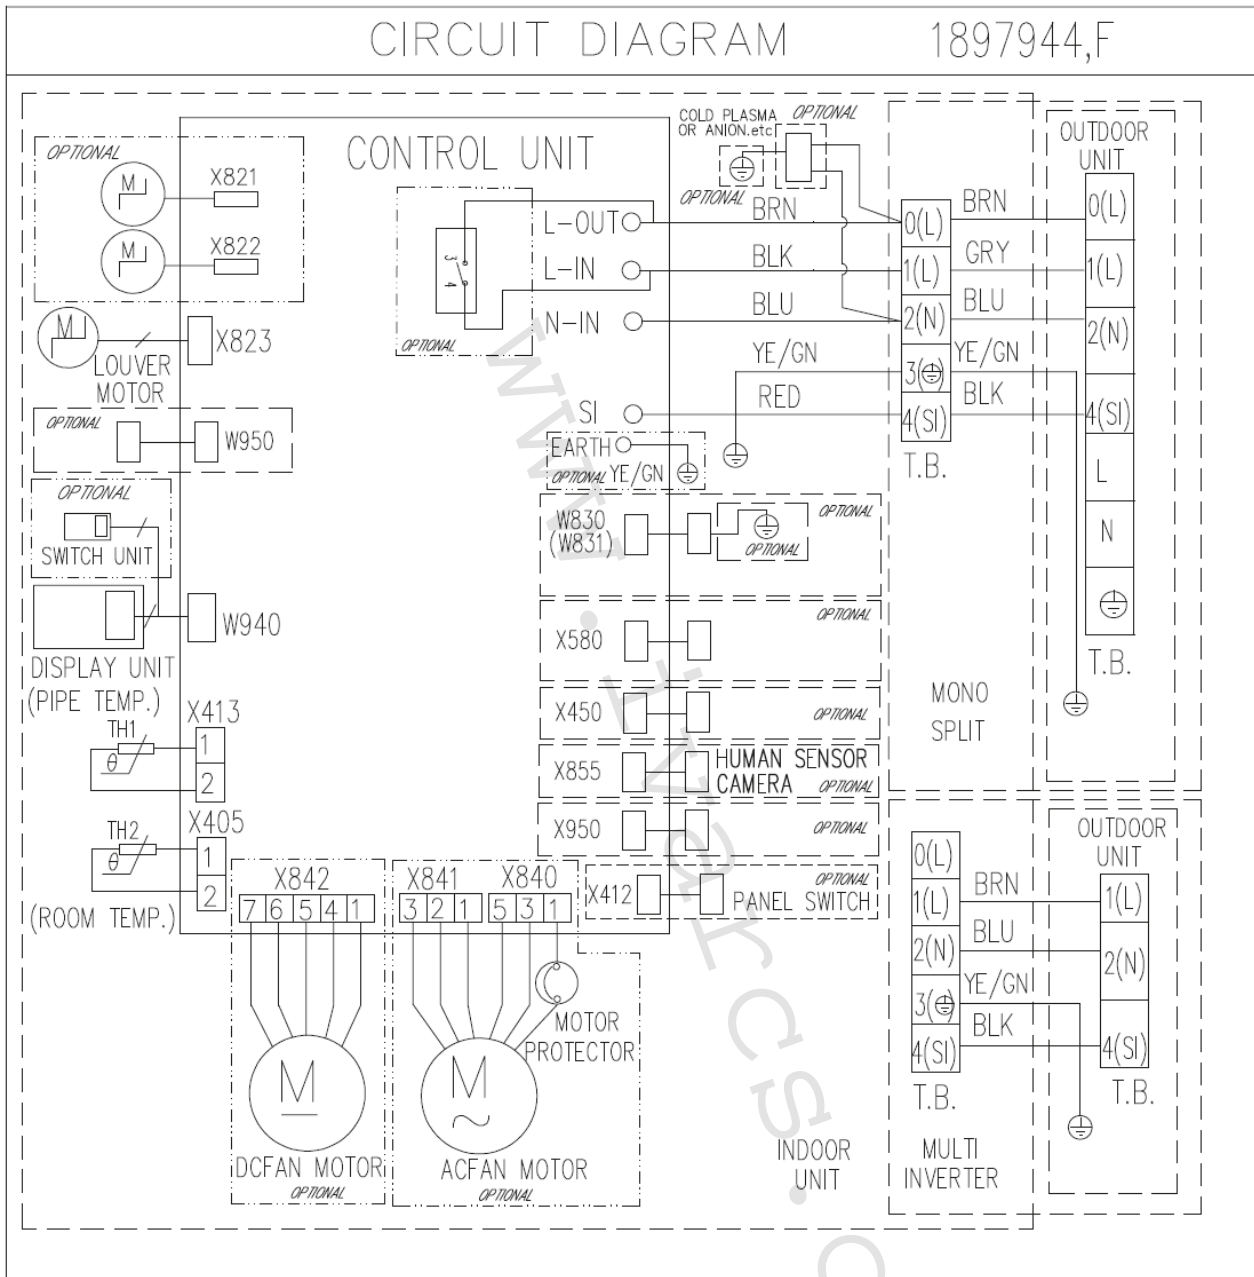 CIRCUIT DIAGRAM 1897944,F
OPTIONAL
M
X821
M
X822
M
LOUVER
MOTOR
X823
OPTIONAL
W950
OPTIONAL
SWITCH UNIT
W940
DISPLAY UNIT
(PIPE TEMP.)
X413
TH1
θ
1
2
X405
TH2
θ
1
2
(ROOM TEMP.)
CONTROL UNIT
3
4
OPTIONAL
L-OUT
L-IN
N-IN
SI
EARTH
OPTIONAL YE/GN
COLD PLASMA
OR ANION.etc
OPTIONAL
OPTIONAL
BRN
BLK
BLU
YE/GN
RED
0(L)
1(L)
2(N)
3(⏚)
4(SI)
T.B.
BRN
GRY
BLU
YE/GN
BLK
OUTDOOR
UNIT
0(L)
1(L)
2(N)
4(SI)
L
N
T.B.
MONO
SPLIT
W830
(W831)
OPTIONAL
OPTIONAL
X580
OPTIONAL
X450
OPTIONAL
X855
HUMAN SENSOR
CAMERA OPTIONAL
X950
OPTIONAL
X412
OPTIONAL
PANEL SWITCH
X842
7 6 5 4 1
X841
3 2 1
X840
5 3 1
MOTOR
PROTECTOR
M
DCFAN MOTOR
OPTIONAL
M
~
ACFAN MOTOR
OPTIONAL
INDOOR
UNIT
0(L)
1(L)
2(N)
3(⏚)
4(SI)
T.B.
MULTI
INVERTER
BRN
BLU
YE/GN
BLK
OUTDOOR
UNIT
1(L)
2(N)
4(SI)
T.B.
www.ivarcs.c